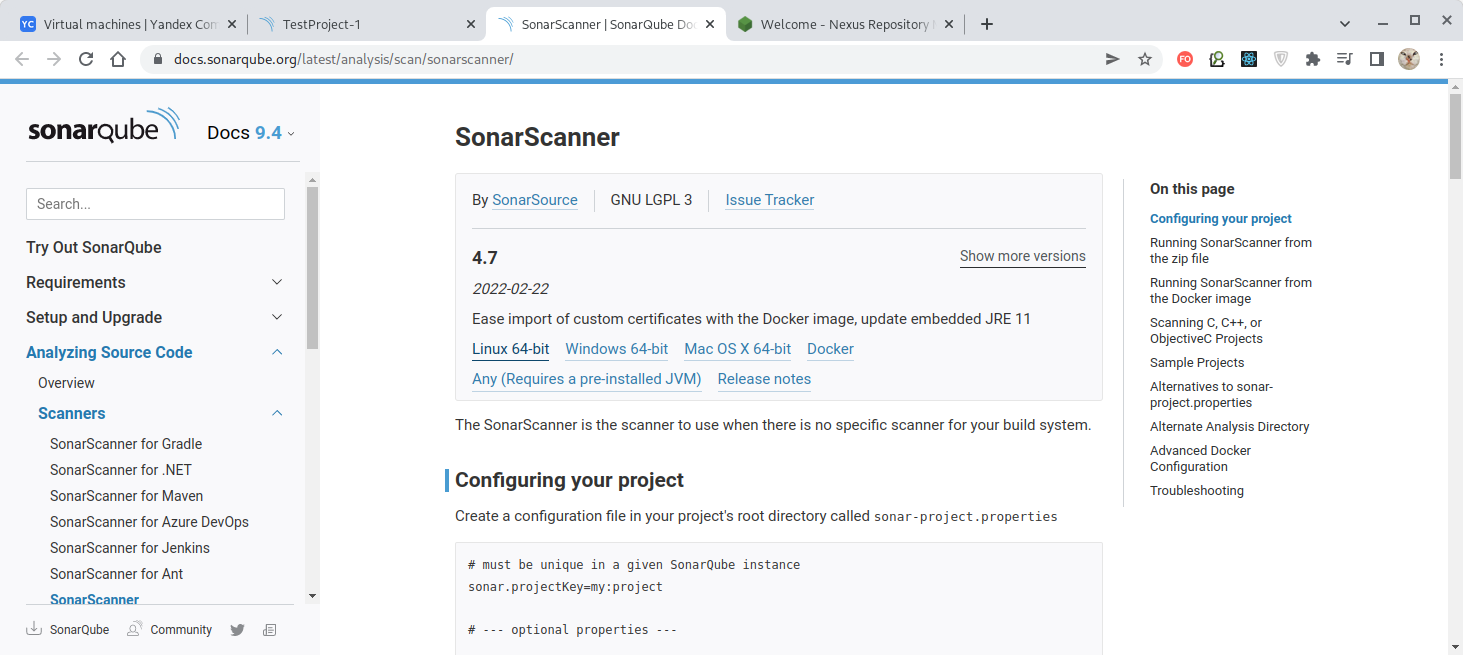 YC Virtual machines | Yandex Con
TestProject-1
SonarScanner | SonarQube Do
Welcome - Nexus Repository
docs.sonarqube.org/latest/analysis/scan/sonarscanner/
FO
sonarqube Docs 9.4
Search...
Try Out SonarQube
Requirements
Setup and Upgrade
Analyzing Source Code
Overview
Scanners
SonarScanner for Gradle
SonarScanner for .NET
SonarScanner for Maven
SonarScanner for Azure DevOps
SonarScanner for Jenkins
SonarScanner for Ant
SonarScanner
SonarQube Community
SonarScanner
By SonarSource GNU LGPL 3 Issue Tracker
4.7 Show more versions
2022-02-22
Ease import of custom certificates with the Docker image, update embedded JRE 11
Linux 64-bit Windows 64-bit Mac OS X 64-bit Docker
Any (Requires a pre-installed JVM) Release notes
The SonarScanner is the scanner to use when there is no specific scanner for your build system.
Configuring your project
Create a configuration file in your project's root directory called sonar-project.properties
# must be unique in a given SonarQube instance
sonar.projectKey=my:project
# --- optional properties ---
On this page
Configuring your project
Running SonarScanner from
the zip file
Running SonarScanner from
the Docker image
Scanning C, C++, or
ObjectiveC Projects
Sample Projects
Alternatives to sonar-
project.properties
Alternate Analysis Directory
Advanced Docker
Configuration
Troubleshooting